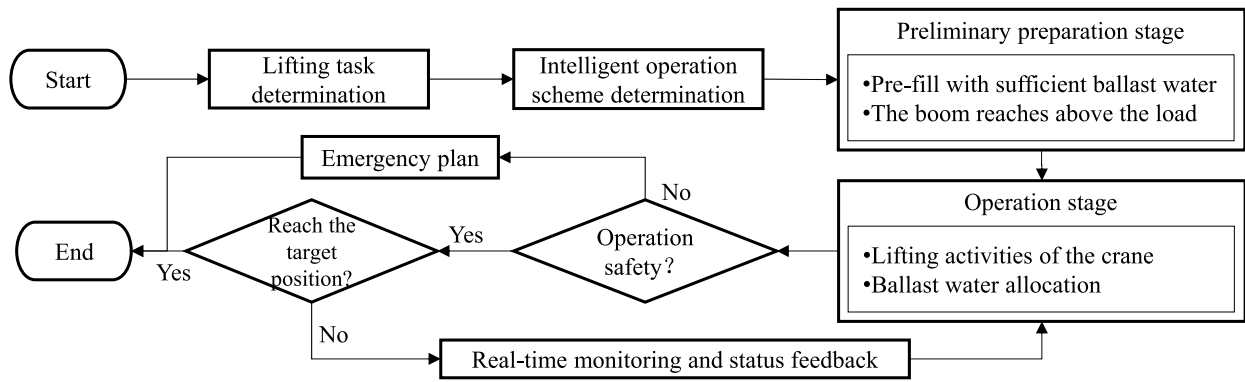 Start
Lifting task
determination
Intelligent operation
scheme determination
Preliminary preparation stage
•Pre-fill with sufficient ballast water
•The boom reaches above the load
Operation stage
•Lifting activities of the crane
•Ballast water allocation
Operation
safety?
No
Emergency plan
Yes
Reach the
target
position?
Yes
End
No
Real-time monitoring and status feedback